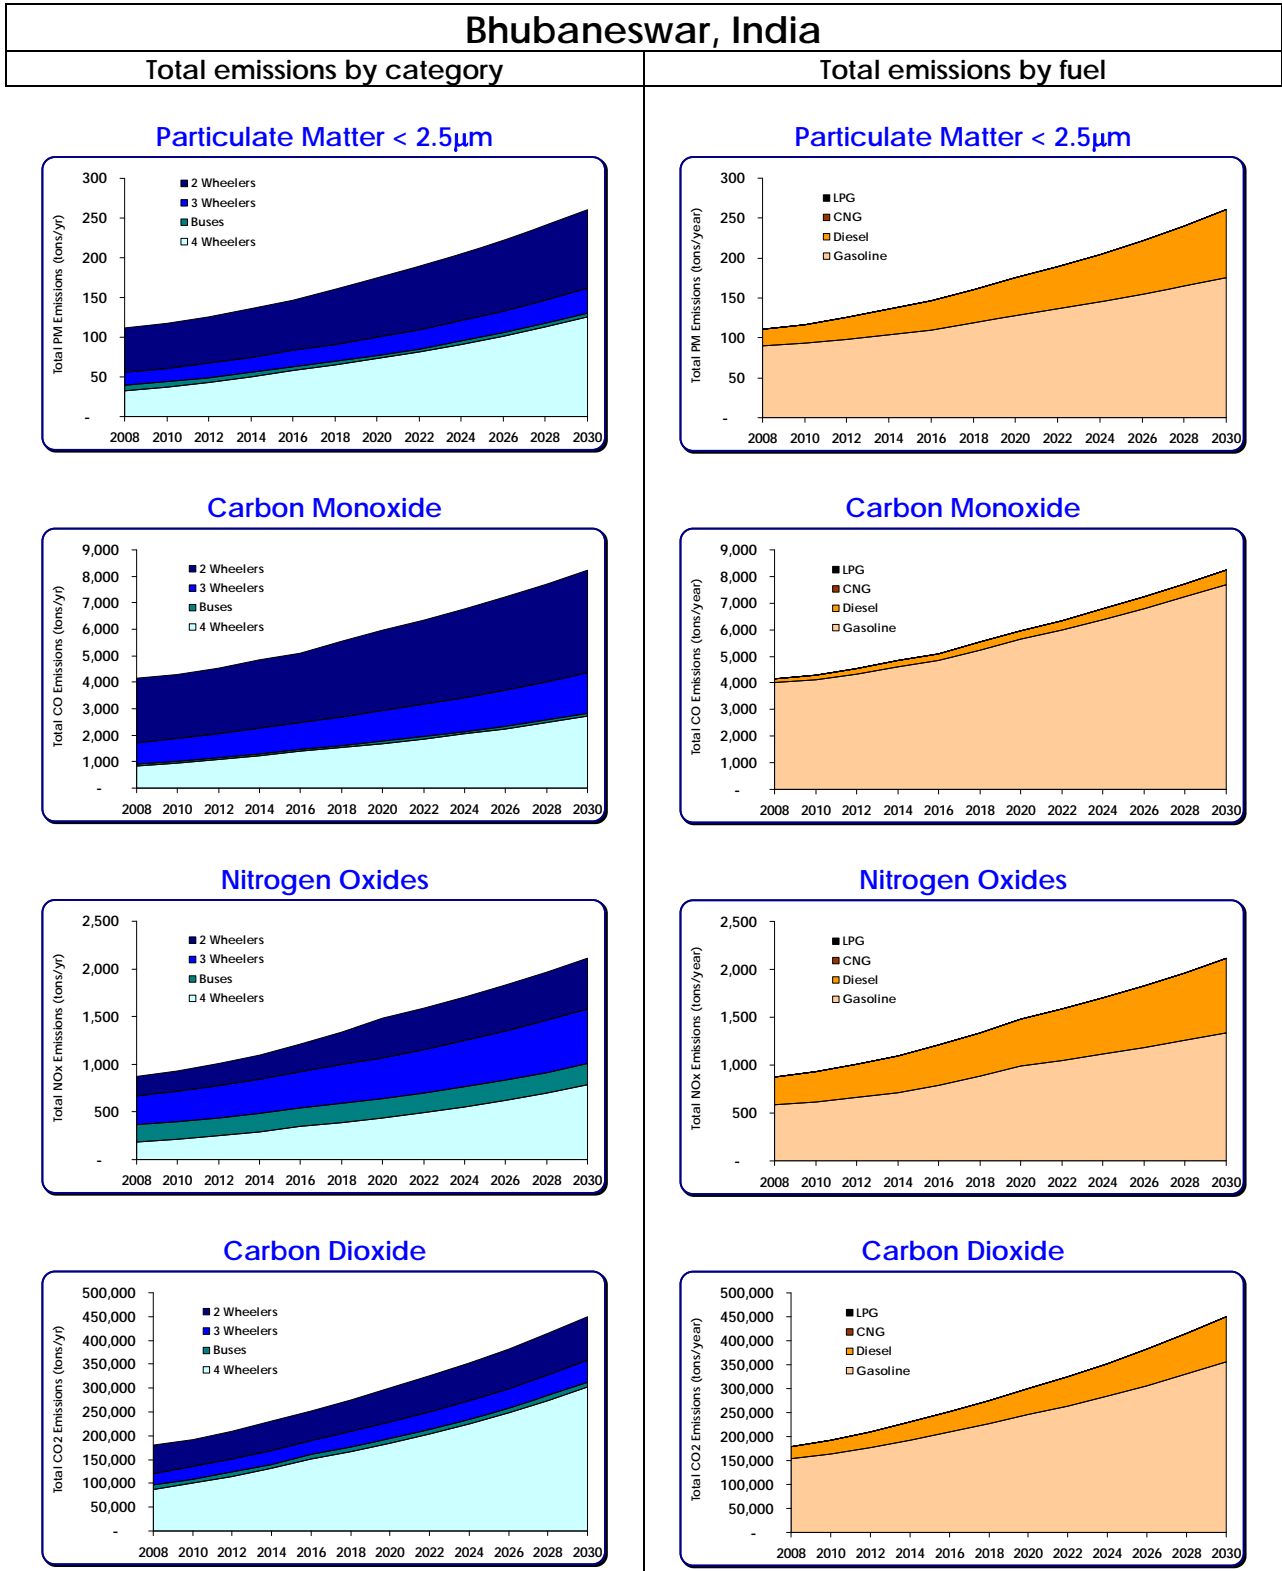 Bhubaneswar, India
Total emissions by category
Total emissions by fuel
Particulate Matter < 2.5µm
Total PM Emissions (tons/yr)
300
250
200
150
100
50
-
2 Wheelers
3 Wheelers
Buses
4 Wheelers
2008 2010 2012 2014 2016 2018 2020 2022 2024 2026 2028 2030
Particulate Matter < 2.5µm
Total PM Emissions (tons/year)
300
250
200
150
100
50
-
LPG
CNG
Diesel
Gasoline
2008 2010 2012 2014 2016 2018 2020 2022 2024 2026 2028 2030
Carbon Monoxide
Total CO Emissions (tons/yr)
9,000
8,000
7,000
6,000
5,000
4,000
3,000
2,000
1,000
-
2 Wheelers
3 Wheelers
Buses
4 Wheelers
2008 2010 2012 2014 2016 2018 2020 2022 2024 2026 2028 2030
Carbon Monoxide
Total CO Emissions (tons/year)
9,000
8,000
7,000
6,000
5,000
4,000
3,000
2,000
1,000
-
LPG
CNG
Diesel
Gasoline
2008 2010 2012 2014 2016 2018 2020 2022 2024 2026 2028 2030
Nitrogen Oxides
Total NOx Emissions (tons/yr)
2,500
2,000
1,500
1,000
500
-
2 Wheelers
3 Wheelers
Buses
4 Wheelers
2008 2010 2012 2014 2016 2018 2020 2022 2024 2026 2028 2030
Nitrogen Oxides
Total NOx Emissions (tons/year)
2,500
2,000
1,500
1,000
500
-
LPG
CNG
Diesel
Gasoline
2008 2010 2012 2014 2016 2018 2020 2022 2024 2026 2028 2030
Carbon Dioxide
Total CO2 Emissions (tons/yr)
500,000
450,000
400,000
350,000
300,000
250,000
200,000
150,000
100,000
50,000
-
2 Wheelers
3 Wheelers
Buses
4 Wheelers
2008 2010 2012 2014 2016 2018 2020 2022 2024 2026 2028 2030
Carbon Dioxide
Total CO2 Emissions (tons/year)
500,000
450,000
400,000
350,000
300,000
250,000
200,000
150,000
100,000
50,000
-
LPG
CNG
Diesel
Gasoline
2008 2010 2012 2014 2016 2018 2020 2022 2024 2026 2028 2030